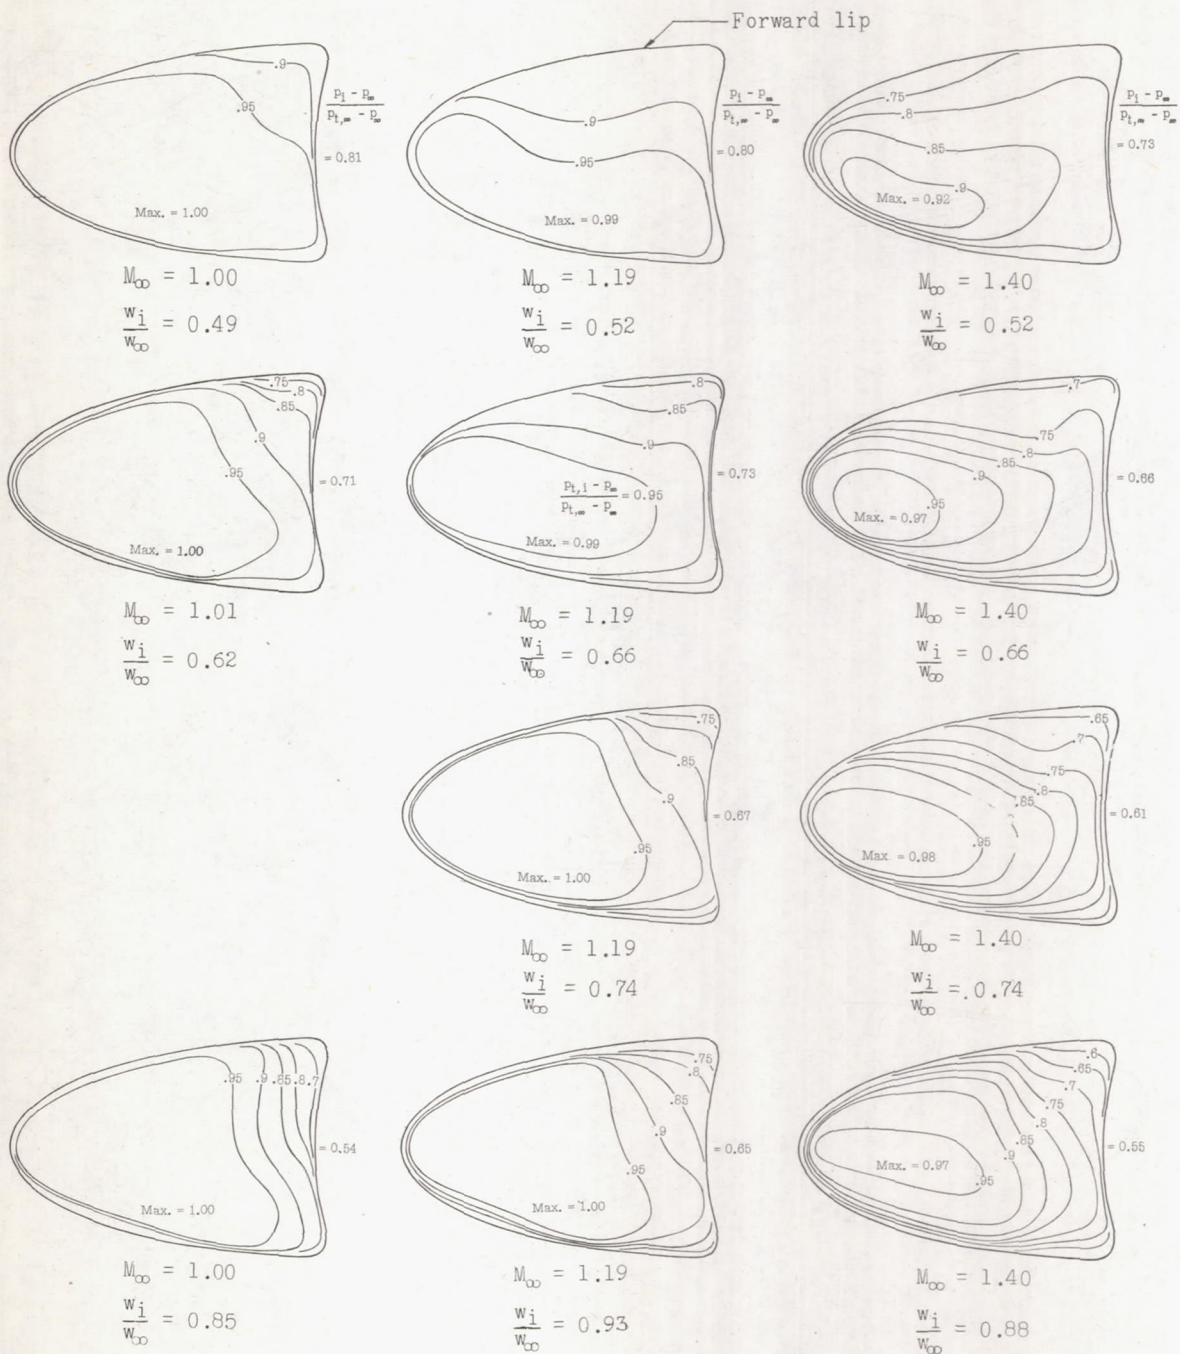 Forward lip
.9
.95
p_i - p_∞
p_t,∞ - p_∞
= 0.81
Max. = 1.00
M_∞ = 1.00
w_i
w_∞ = 0.49
.9
.95
p_i - p_∞
p_t,∞ - p_∞
= 0.80
Max. = 0.99
M_∞ = 1.19
w_i
w_∞ = 0.52
.75
.8
.85
.9
p_i - p_∞
p_t,∞ - p_∞
= 0.73
Max. = 0.92
M_∞ = 1.40
w_i
w_∞ = 0.52
.75
.8
.85
.9
.95
= 0.71
Max. = 1.00
M_∞ = 1.01
w_i
w_∞ = 0.62
.8
.85
.9
= 0.73
p_t,i - p_∞
p_t,∞ - p_∞ = 0.95
Max. = 0.99
M_∞ = 1.19
w_i
w_∞ = 0.66
.7
.75
.8
.85
.9
.95
= 0.66
Max. = 0.97
M_∞ = 1.40
w_i
w_∞ = 0.66
.75
.85
.9
.95
= 0.67
Max. = 1.00
M_∞ = 1.19
w_i
w_∞ = 0.74
.65
.7
.75
.8
.85
.95
= 0.61
Max = 0.98
M_∞ = 1.40
w_i
w_∞ = 0.74
.95 .9 .85 .8 .7
= 0.54
Max. = 1.00
M_∞ = 1.00
w_i
w_∞ = 0.85
.75
.8
.85
.9
.95
= 0.65
Max. = 1.00
M_∞ = 1.19
w_i
w_∞ = 0.93
.6
.65
.7
.75
.8
.85
.9
.95
= 0.55
Max. = 0.97
M_∞ = 1.40
w_i
w_∞ = 0.88